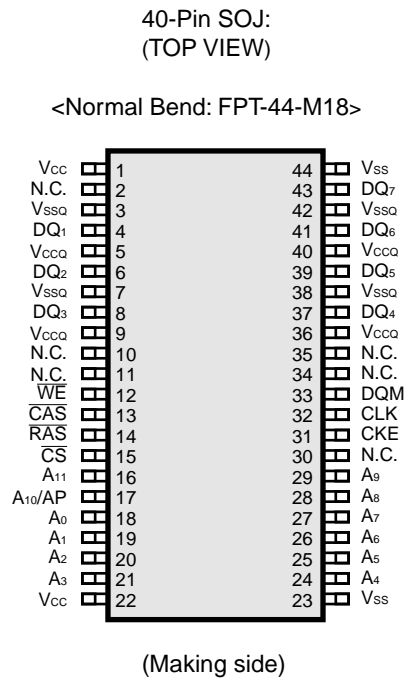 40-Pin SOJ:
(TOP VIEW)
<Normal Bend: FPT-44-M18>
VCC 1 44 VSS
N.C. 2 43 DQ7
VSSQ 3 42 VSSQ
DQ1 4 41 DQ6
VCCQ 5 40 VCCQ
DQ2 6 39 DQ5
VSSQ 7 38 VSSQ
DQ3 8 37 DQ4
VCCQ 9 36 VCCQ
N.C. 10 35 N.C.
N.C. 11 34 N.C.
W̅E̅ 12 33 DQM
C̅A̅S̅ 13 32 CLK
R̅A̅S̅ 14 31 CKE
C̅S̅ 15 30 N.C.
A11 16 29 A9
A10/AP 17 28 A8
A0 18 27 A7
A1 19 26 A6
A2 20 25 A5
A3 21 24 A4
VCC 22 23 VSS
(Making side)